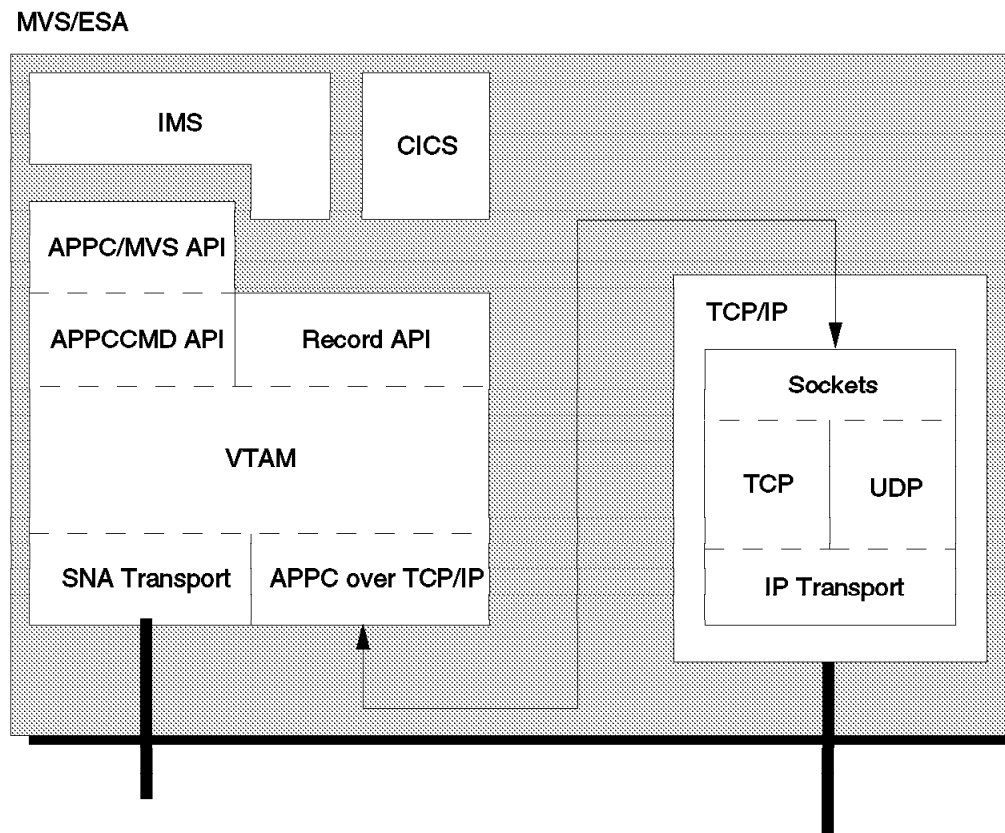 MVS/ESA
IMS
CICS
APPC/MVS API
APPCCMD API
Record API
VTAM
SNA Transport
APPC over TCP/IP
TCP/IP
Sockets
TCP
UDP
IP Transport